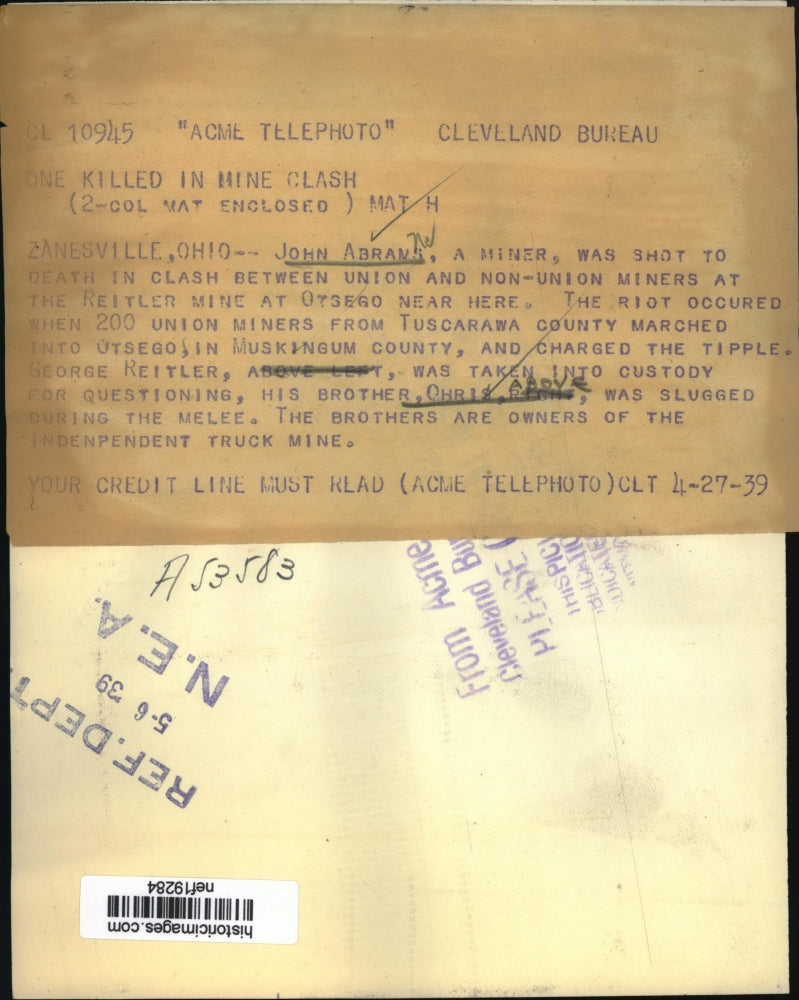 CL 10945 "ACME TELEPHOTO" CLEVELAND BUREAU
ONE KILLED IN MINE CLASH
(2-COL MAT ENCLOSED ) MAT H
ZANESVILLE,OHIO-- JOHN ABRAMS, A MINER, WAS SHOT TO
DEATH IN CLASH BETWEEN UNION AND NON-UNION MINERS AT
THE REITLER MINE AT OTSEGO NEAR HERE. THE RIOT OCCURED
WHEN 200 UNION MINERS FROM TUSCARAWA COUNTY MARCHED
INTO OTSEGO,IN MUSKINGUM COUNTY, AND CHARGED THE TIPPLE.
GEORGE REITLER, ABOVE LEFT, WAS TAKEN INTO CUSTODY
ABOVE
FOR QUESTIONING, HIS BROTHER,CHRIS,RIGHT, WAS SLUGGED
DURING THE MELEE. THE BROTHERS ARE OWNERS OF THE
INDENPENDENT TRUCK MINE.
YOUR CREDIT LINE MUST READ (ACME TELEPHOTO)CLT 4-27-39
A53583
From Acme
Cleveland Bu
PLEASE
THIS PIC
N.E.A.
5-6 39
REF.DEPT.
nef19284
historicimages.com